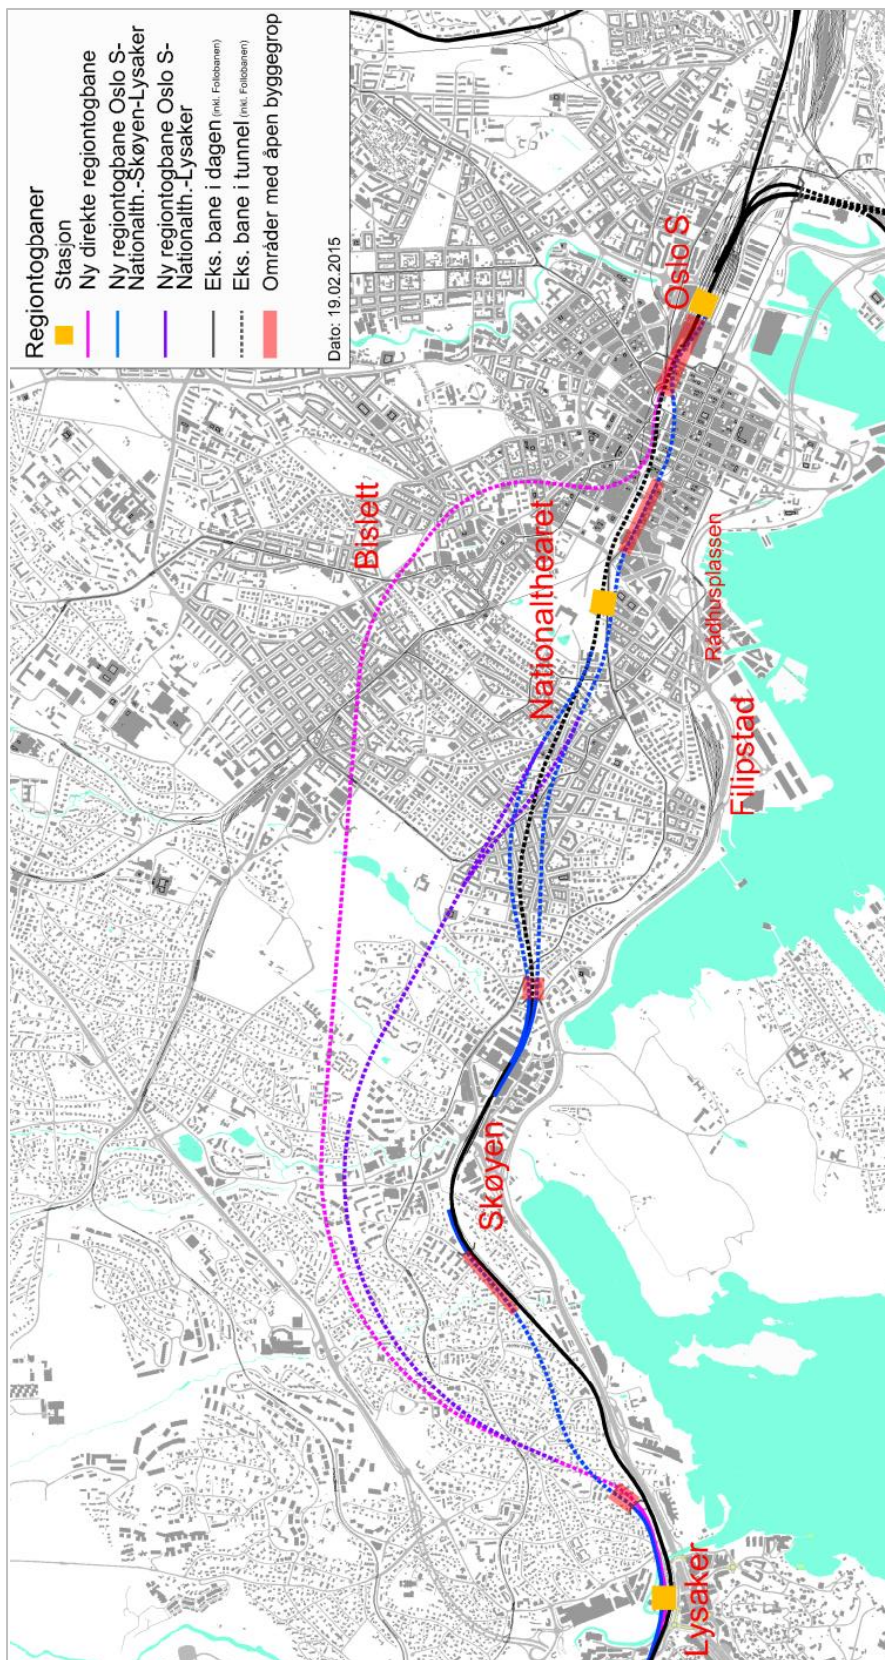 Regiontogbaner
Stasjon
Ny direkte regiontogbane
Ny regiontogbane Oslo S-
Nationalth.-Skøyen-Lysaker
Ny regiontogbane Oslo S-
Nationalth.-Lysaker
Eks. bane i dagen (inkl. Follobanen)
Eks. bane i tunnel (inkl. Follobanen)
Områder med åpen byggegrop
Dato: 19.02.2015
Oslo S
Bislett
Nationaltheatret
Rådhusplassen
Filipstad
Skøyen
Lysaker